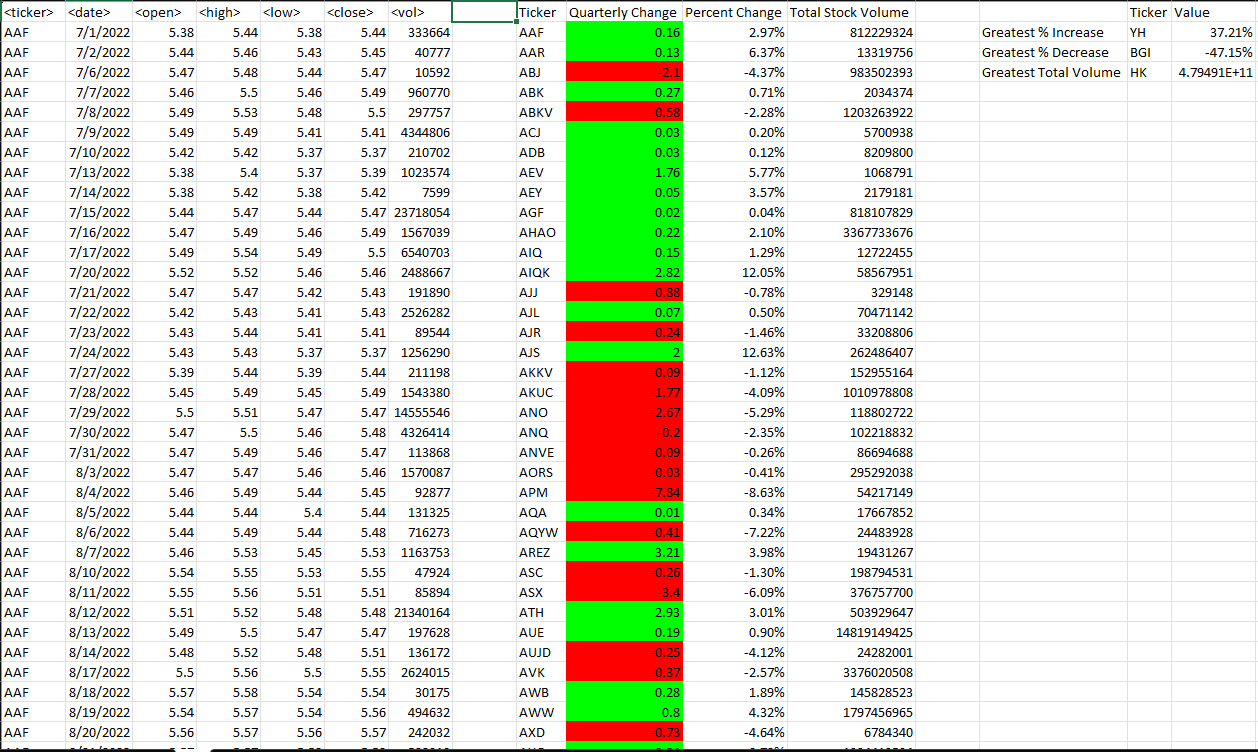 <ticker> <date> <open> <high> <low> <close> <vol> Ticker Quarterly Change Percent Change Total Stock Volume Ticker Value
AAF 7/1/2022 5.38 5.44 5.38 5.44 333664 AAF 0.16 2.97% 812229324 Greatest % Increase YH 37.21%
AAF 7/2/2022 5.44 5.46 5.43 5.45 40777 AAR 0.13 6.37% 13319756 Greatest % Decrease BGI -47.15%
AAF 7/6/2022 5.47 5.48 5.44 5.47 10592 ABJ -2.1 -4.37% 983502393 Greatest Total Volume HK 4.79491E+11
AAF 7/7/2022 5.46 5.5 5.46 5.49 960770 ABK 0.27 0.71% 2034374
AAF 7/8/2022 5.49 5.53 5.48 5.5 297757 ABKV -0.58 -2.28% 1203263922
AAF 7/9/2022 5.49 5.49 5.41 5.41 4344806 ACJ 0.03 0.20% 5700938
AAF 7/10/2022 5.42 5.42 5.37 5.37 210702 ADB 0.03 0.12% 8209800
AAF 7/13/2022 5.38 5.4 5.37 5.39 1023574 AEV 1.76 5.77% 1068791
AAF 7/14/2022 5.38 5.42 5.38 5.42 7599 AEY 0.05 3.57% 2179181
AAF 7/15/2022 5.44 5.47 5.44 5.47 23718054 AGF 0.02 0.04% 818107829
AAF 7/16/2022 5.47 5.49 5.46 5.49 1567039 AHAO 0.22 2.10% 3367733676
AAF 7/17/2022 5.49 5.54 5.49 5.5 6540703 AIQ 0.15 1.29% 12722455
AAF 7/20/2022 5.52 5.52 5.46 5.46 2488667 AIQK 2.82 12.05% 58567951
AAF 7/21/2022 5.47 5.47 5.42 5.43 191890 AJJ -0.88 -0.78% 329148
AAF 7/22/2022 5.42 5.43 5.41 5.43 2526282 AJL 0.07 0.50% 70471142
AAF 7/23/2022 5.43 5.44 5.41 5.41 89544 AJR -0.24 -1.46% 33208806
AAF 7/24/2022 5.43 5.43 5.37 5.37 1256290 AJS 2 12.63% 262486407
AAF 7/27/2022 5.39 5.44 5.39 5.44 211198 AKKV -0.09 -1.12% 152955164
AAF 7/28/2022 5.45 5.49 5.45 5.49 1543380 AKUC -1.77 -4.09% 1010978808
AAF 7/29/2022 5.5 5.51 5.47 5.47 14555546 ANO -2.67 -5.29% 118802722
AAF 7/30/2022 5.47 5.5 5.46 5.48 4326414 ANQ -0.2 -2.35% 102218832
AAF 7/31/2022 5.47 5.49 5.46 5.47 113868 ANVE -0.09 -0.26% 86694688
AAF 8/3/2022 5.47 5.47 5.46 5.46 1570087 AORS -0.03 -0.41% 295292038
AAF 8/4/2022 5.46 5.49 5.44 5.45 92877 APM -7.84 -8.63% 54217149
AAF 8/5/2022 5.44 5.44 5.4 5.44 131325 AQA 0.01 0.34% 17667852
AAF 8/6/2022 5.44 5.49 5.44 5.48 716273 AQYW -0.41 -7.22% 24483928
AAF 8/7/2022 5.46 5.53 5.45 5.53 1163753 AREZ 3.21 3.98% 19431267
AAF 8/10/2022 5.54 5.55 5.53 5.55 47924 ASC -0.26 -1.30% 198794531
AAF 8/11/2022 5.55 5.56 5.51 5.51 85894 ASX -3.4 -6.09% 376757700
AAF 8/12/2022 5.51 5.52 5.48 5.48 21340164 ATH 2.93 3.01% 503929647
AAF 8/13/2022 5.49 5.5 5.47 5.47 197628 AUE 0.19 0.90% 14819149425
AAF 8/14/2022 5.48 5.52 5.48 5.51 136172 AUJD -0.25 -4.12% 24282001
AAF 8/17/2022 5.5 5.56 5.5 5.55 2624015 AVK -0.37 -2.57% 3376020508
AAF 8/18/2022 5.57 5.58 5.54 5.54 30175 AWB 0.28 1.89% 145828523
AAF 8/19/2022 5.54 5.57 5.54 5.56 494632 AWW 0.8 4.32% 1797456965
AAF 8/20/2022 5.56 5.57 5.56 5.57 242032 AXD -0.73 -4.64% 6784340